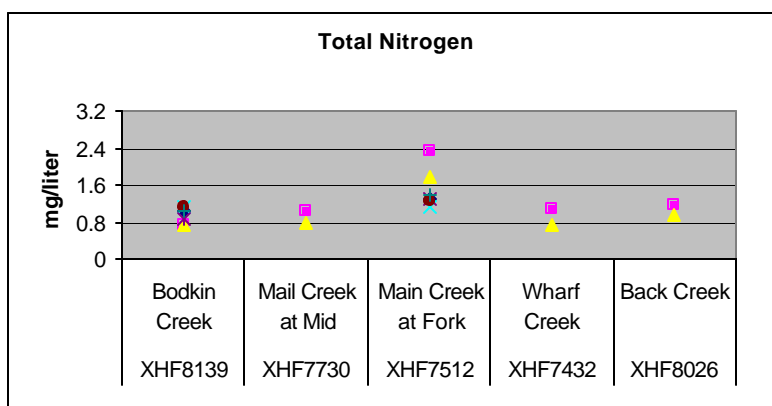 Total Nitrogen
mg/liter
3.2
2.4
1.6
0.8
0
Bodkin Creek
Mail Creek at Mid
Main Creek at Fork
Wharf Creek
Back Creek
XHF8139 XHF7730 XHF7512 XHF7432 XHF8026